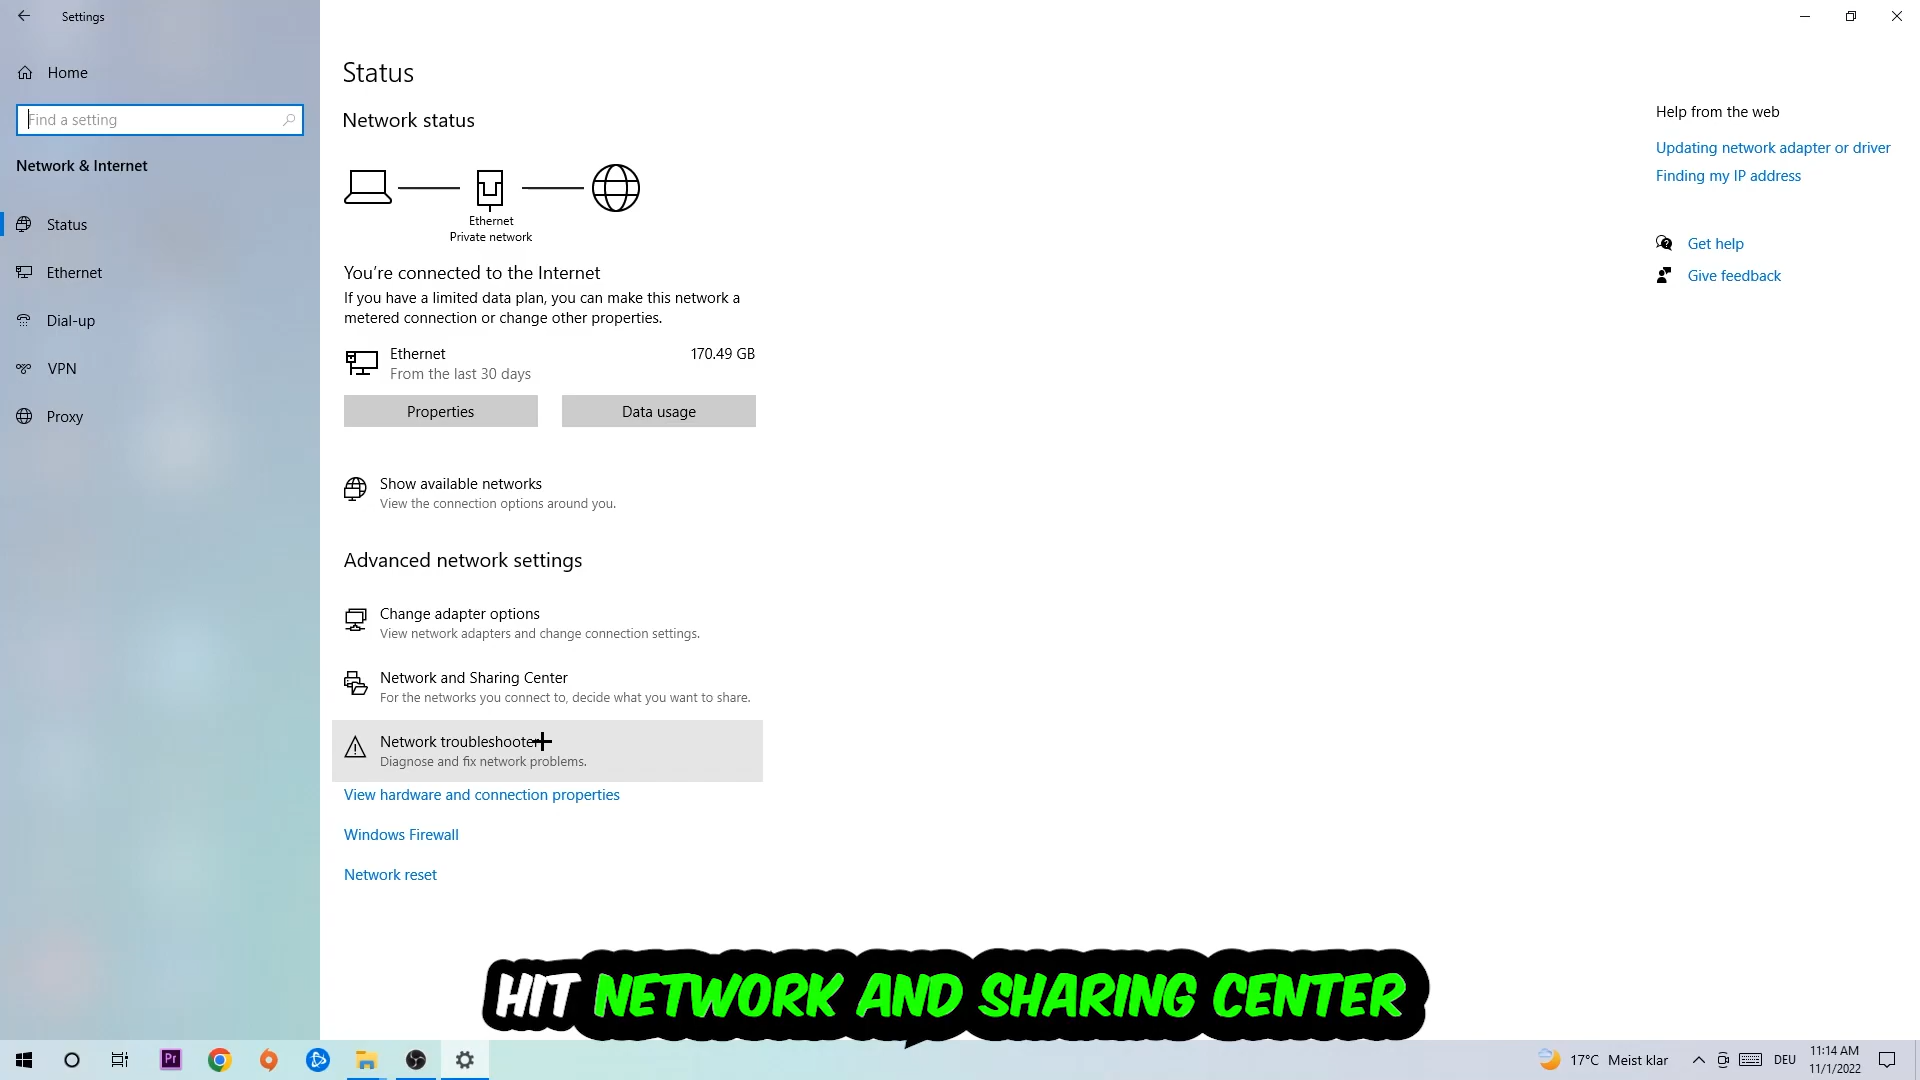 Settings
Home
Find a setting
Network & Internet
Status
Ethernet
Dial-up
VPN
Proxy
Status
Network status
Ethernet
Private network
You're connected to the Internet
If you have a limited data plan, you can make this network a
metered connection or change other properties.
Ethernet
170.49 GB
From the last 30 days
Properties
Data usage
Show available networks
View the connection options around you.
Advanced network settings
Change adapter options
View network adapters and change connection settings.
Network and Sharing Center
For the networks you connect to, decide what you want to share.
Network troubleshooter
Diagnose and fix network problems.
View hardware and connection properties
Windows Firewall
Network reset
Help from the web
Updating network adapter or driver
Finding my IP address
Get help
Give feedback
HIT NETWORK AND SHARING CENTER
Pr
17°C Meist klar
DEU
11:14 AM
11/1/2022